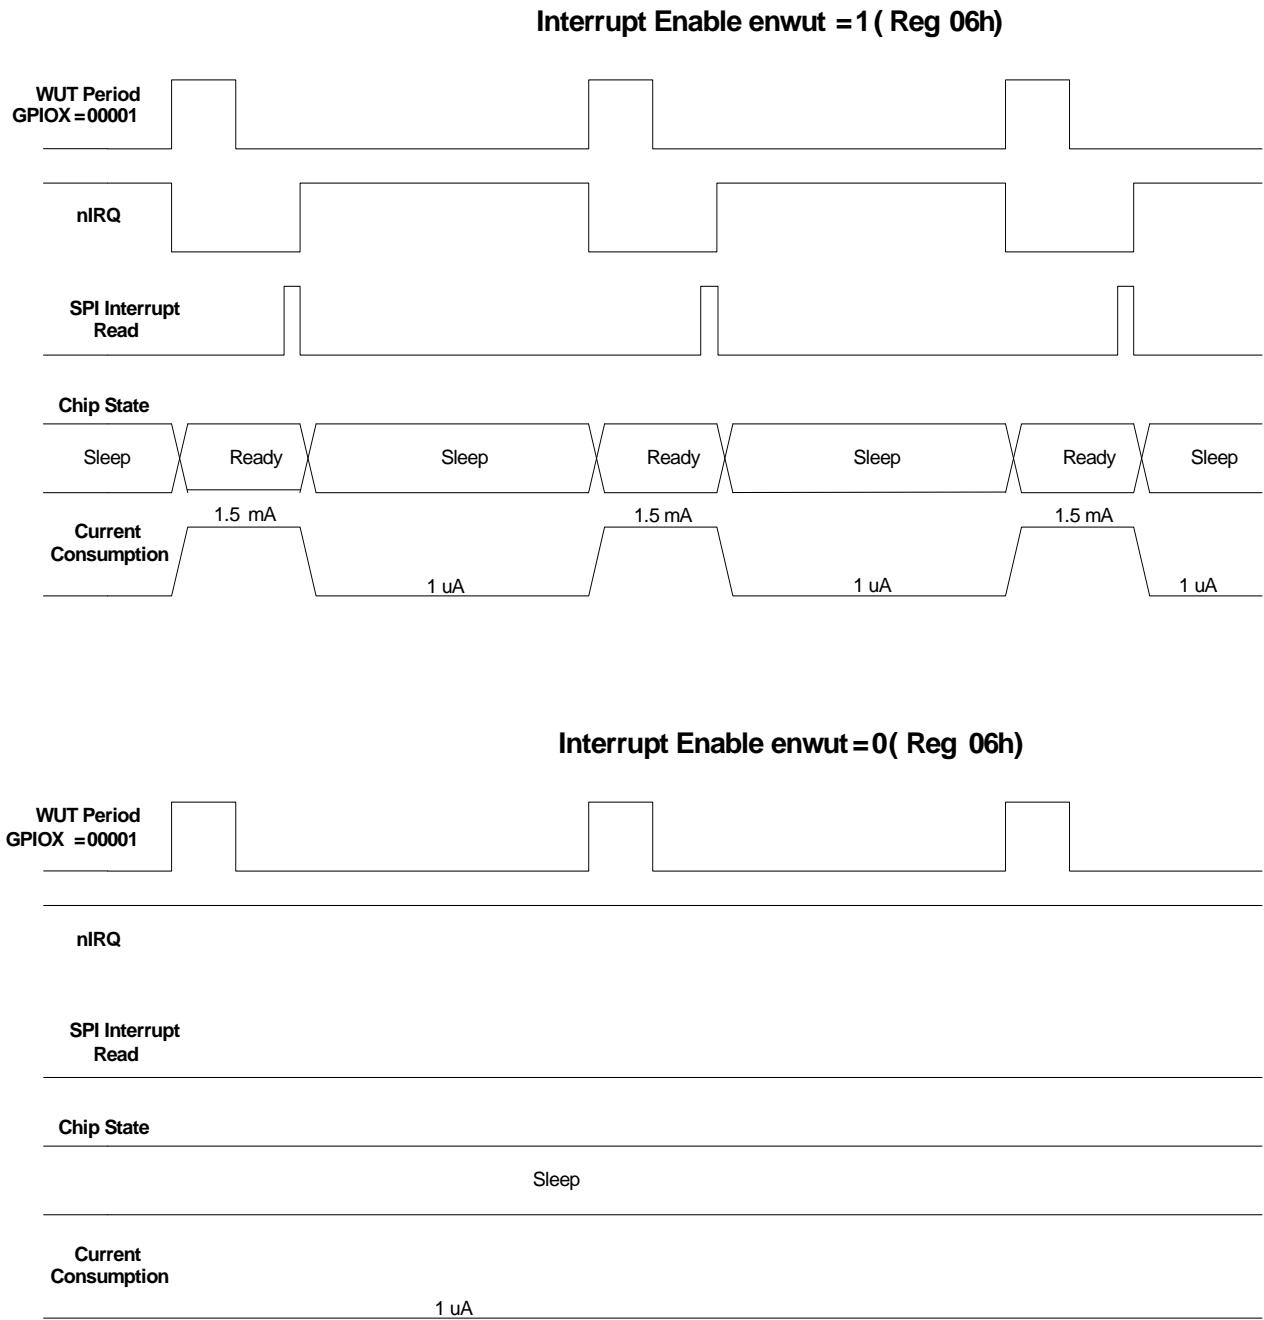 Interrupt Enable enwut = 1 ( Reg 06h)
WUT Period
GPIOX = 00001
nIRQ
SPI Interrupt
Read
Chip State
Sleep Ready Sleep Ready Sleep Ready Sleep
1.5 mA 1.5 mA 1.5 mA
Current
Consumption
1 uA 1 uA 1 uA
Interrupt Enable enwut = 0 ( Reg 06h)
WUT Period
GPIOX = 00001
nIRQ
SPI Interrupt
Read
Chip State
Sleep
Current
Consumption
1 uA